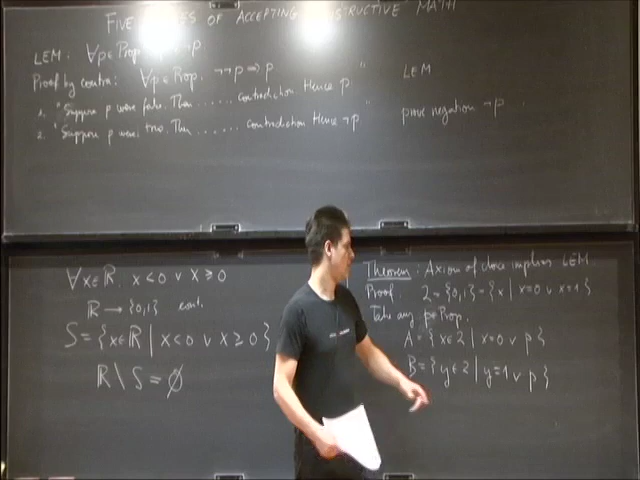 FIVE STAGES OF ACCEPTING CONSTRUCTIVE MATH
LEM: ∀p∈Prop p ∨ ¬p
Proof by contra: ∀p∈Prop. ¬¬p ⇒ p
LEM
1. "Suppose p were false. Then ...... contradiction. Hence p"
2. "Suppose p were true. Then ...... contradiction Hence ¬p"
prove negation ¬p
∀x∈ℝ. x<0 ∨ x≥0
ℝ → {0,1} cont.
S = {x∈ℝ | x<0 ∨ x≥0}
ℝ \ S = ∅
Theorem: Axiom of choice implies LEM.
Proof. 2 = {0,1} = {x | x=0 ∨ x=1}
Take any p∈Prop.
A = {x∈2 | x=0 ∨ p}
B = {y∈2 | y=1 ∨ p}